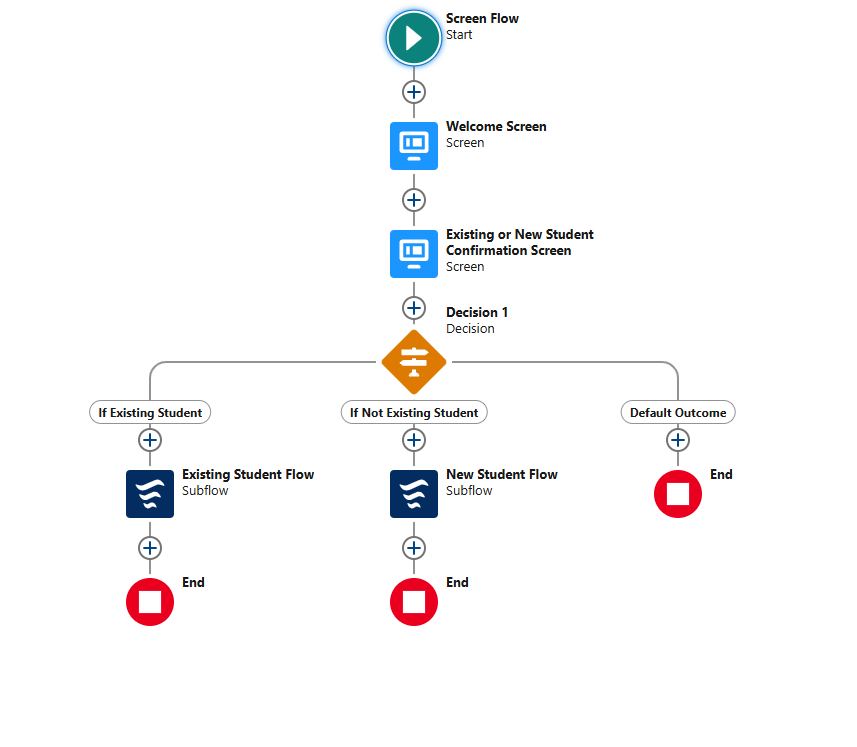 Screen Flow
Start
Welcome Screen
Screen
Existing or New Student
Confirmation Screen
Screen
Decision 1
Decision
If Existing Student
If Not Existing Student
Default Outcome
Existing Student Flow
Subflow
New Student Flow
Subflow
End
End
End